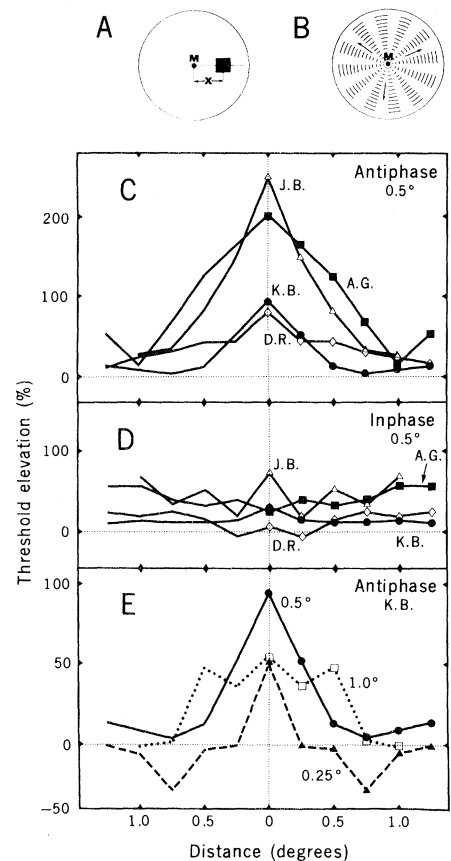 A
B
M
X
M
C
Antiphase
0.5°
J.B.
200
A.G.
K.B.
100
D.R.
0
Threshold elevation (%)
D
Inphase
0.5°
A.G.
J.B.
100
0
D.R.
K.B.
E
Antiphase
K.B.
100
0.5°
50
1.0°
0
0.25°
−50
1.0 0.5 0 0.5 1.0
Distance (degrees)